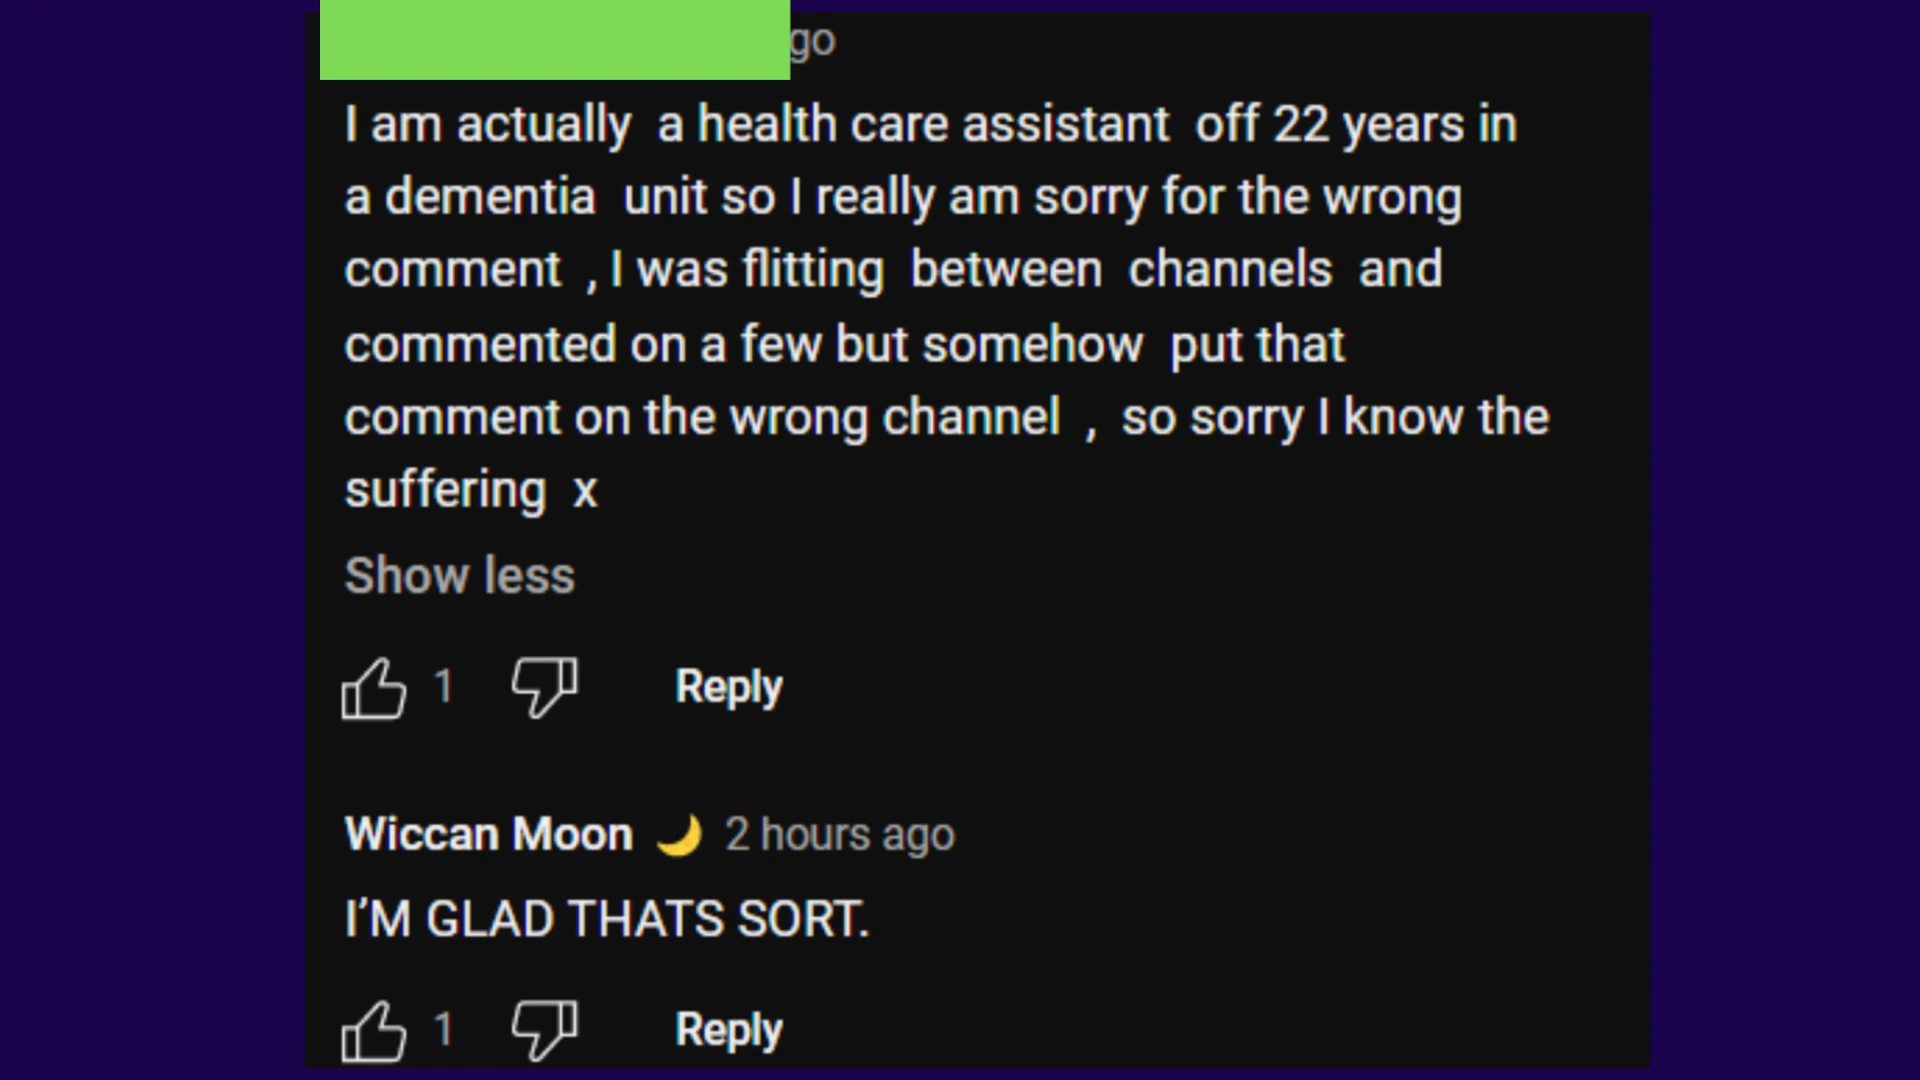 go
I am actually  a health care assistant  off 22 years in
a dementia  unit so I really am sorry for the wrong
comment  , I was flitting  between  channels  and
commented on a few but somehow  put that
comment on the wrong channel  ,  so sorry I know the
suffering  x
Show less
1 Reply
Wiccan Moon 🌙 2 hours ago
I’M GLAD THATS SORT.
1 Reply